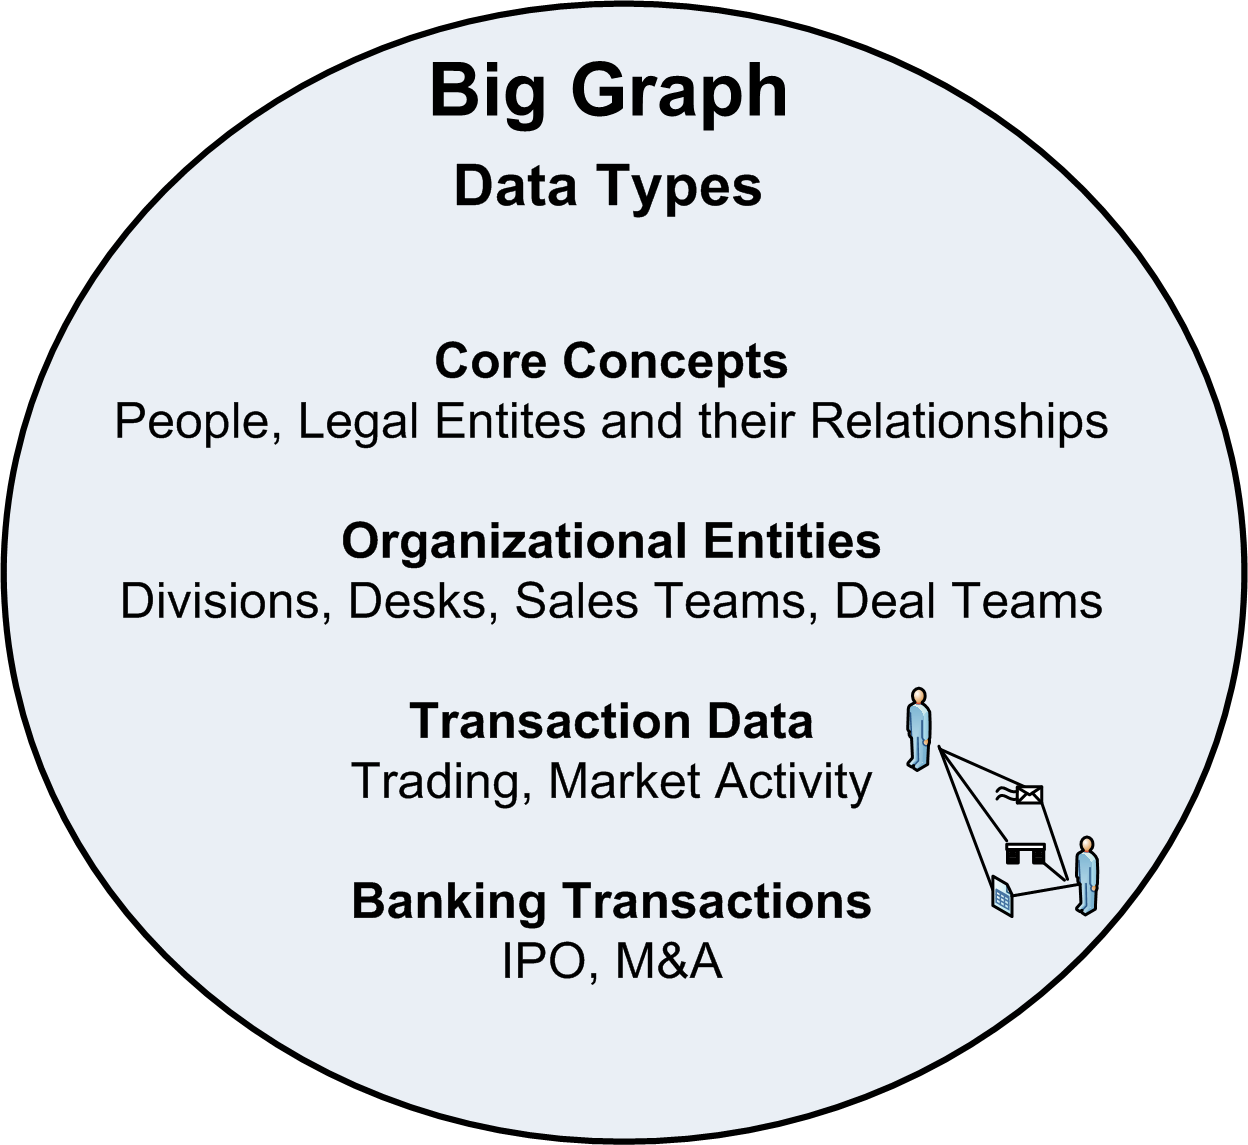 Big Graph
Data Types
Core Concepts
People, Legal Entites and their Relationships
Organizational Entities
Divisions, Desks, Sales Teams, Deal Teams
Transaction Data
Trading, Market Activity
Banking Transactions
IPO, M&A